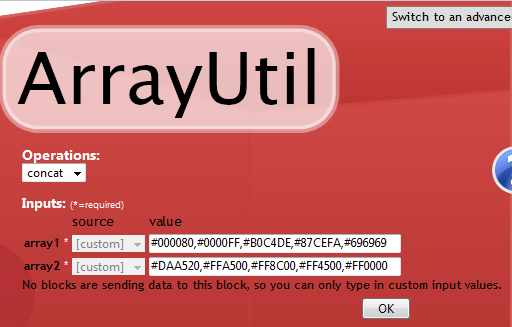 Switch to an advance
ArrayUtil
Operations:
concat
Inputs: (*=required)
source value
array1 * [custom] #000080,#0000FF,#B0C4DE,#87CEFA,#696969
array2 * [custom] #DAA520,#FFA500,#FF8C00,#FF4500,#FF0000
No blocks are sending data to this block, so you can only type in custom input values.
OK
?